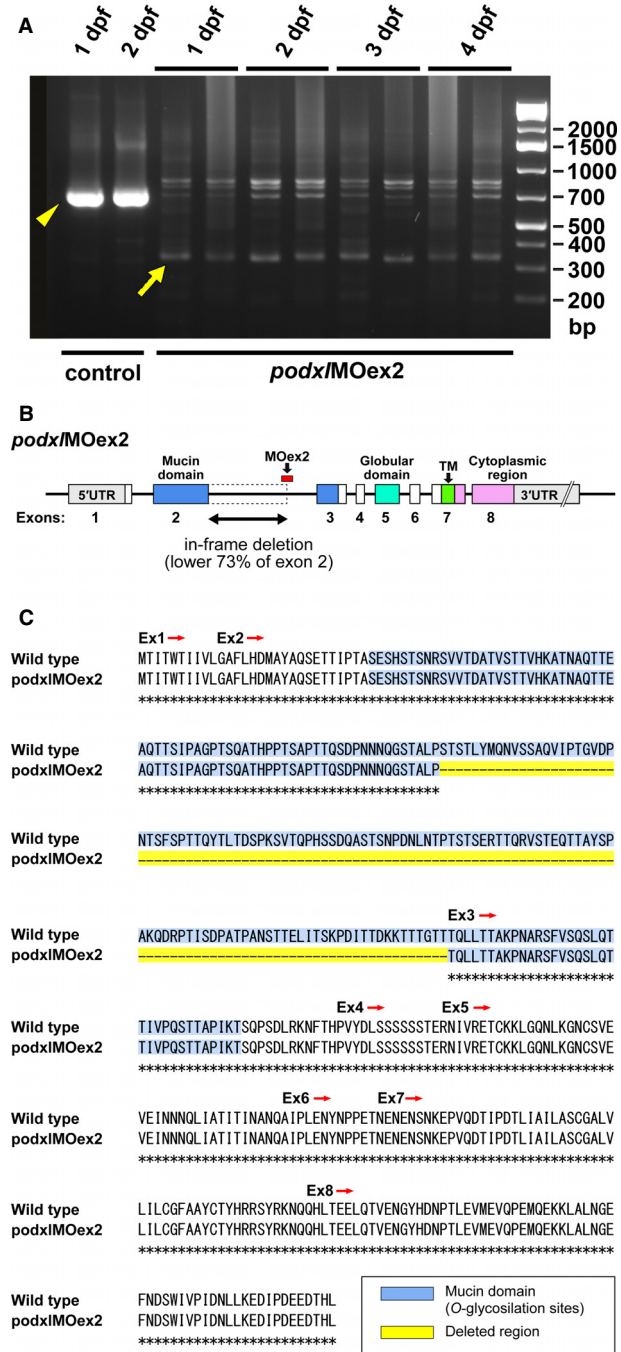 A
1 dpf 2 dpf 1 dpf 2 dpf 3 dpf 4 dpf
2000
1500
1000
700
500
400
300
200
bp
control podxlMOex2
B
podxlMOex2
MOex2
Mucin domain Globular domain TM Cytoplasmic region
5'UTR 3'UTR
Exons: 1 2 3 4 5 6 7 8
in-frame deletion
(lower 73% of exon 2)
C
Ex1 Ex2
Wild type MTITWTIIVLGAFLHDMAYAQSETTIPTASESHSTSNRSVVTDATVSTTVHKATNAQTTE
podxlMOex2 MTITWTIIVLGAFLHDMAYAQSETTIPTASESHSTSNRSVVTDATVSTTVHKATNAQTTE
************************************************************
Wild type AQTTSIPAGPTSQATHPPTSAPTTQSDPNNNQGSTALPSTSTLYMQNVSSAQVIPTGVDP
podxlMOex2 AQTTSIPAGPTSQATHPPTSAPTTQSDPNNNQGSTALP----------------------
**************************************
Wild type NTSFSPTTQYTLTDSPKSVTQPHSSDQASTSNPDNLNTPTSTSERTTQRVSTEQTTAYSP
podxlMOex2 ------------------------------------------------------------
Ex3
Wild type AKQDRPTISDPATPANSTTELITSKPDITTDKKTTTGTTTQLLTTAKPNARSFVSQSLQT
podxlMOex2 ---------------------------------------TQLLTTAKPNARSFVSQSLQT
*********************
Ex4 Ex5
Wild type TIVPQSTTAPIKTSQPSDLRKNFTHPVYDLSSSSSSTERNIVRETCKKLGQNLKGNCSVE
podxlMOex2 TIVPQSTTAPIKTSQPSDLRKNFTHPVYDLSSSSSSTERNIVRETCKKLGQNLKGNCSVE
************************************************************
Ex6 Ex7
Wild type VEINNNQLIATITINANQAIPLENYNPPETNENENSNKEPVQDTIPDTLIAILASCGALV
podxlMOex2 VEINNNQLIATITINANQAIPLENYNPPETNENENSNKEPVQDTIPDTLIAILASCGALV
************************************************************
Ex8
Wild type LILCGFAAYCTYHRRSYRKNQQHLTEELQTVENGYHDNPTLEVMEVQPEMQEKKLALNGE
podxlMOex2 LILCGFAAYCTYHRRSYRKNQQHLTEELQTVENGYHDNPTLEVMEVQPEMQEKKLALNGE
************************************************************
Wild type FNDSWIVPIDNLLKEDIPDEEDTHL
podxlMOex2 FNDSWIVPIDNLLKEDIPDEEDTHL
*************************
Mucin domain
(O-glycosilation sites)
Deleted region